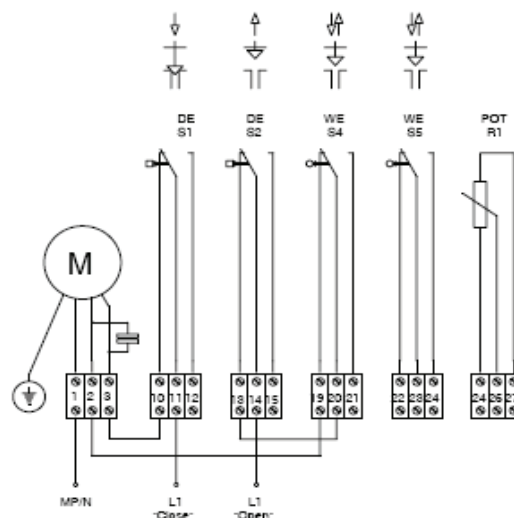 DE DE WE WE POT
S1 S2 S4 S5 R1
M
1 2 3 10 11 12 13 14 15 19 20 21 22 23 24 24 26 27
MP/N L1 L1
"Close" "Open"